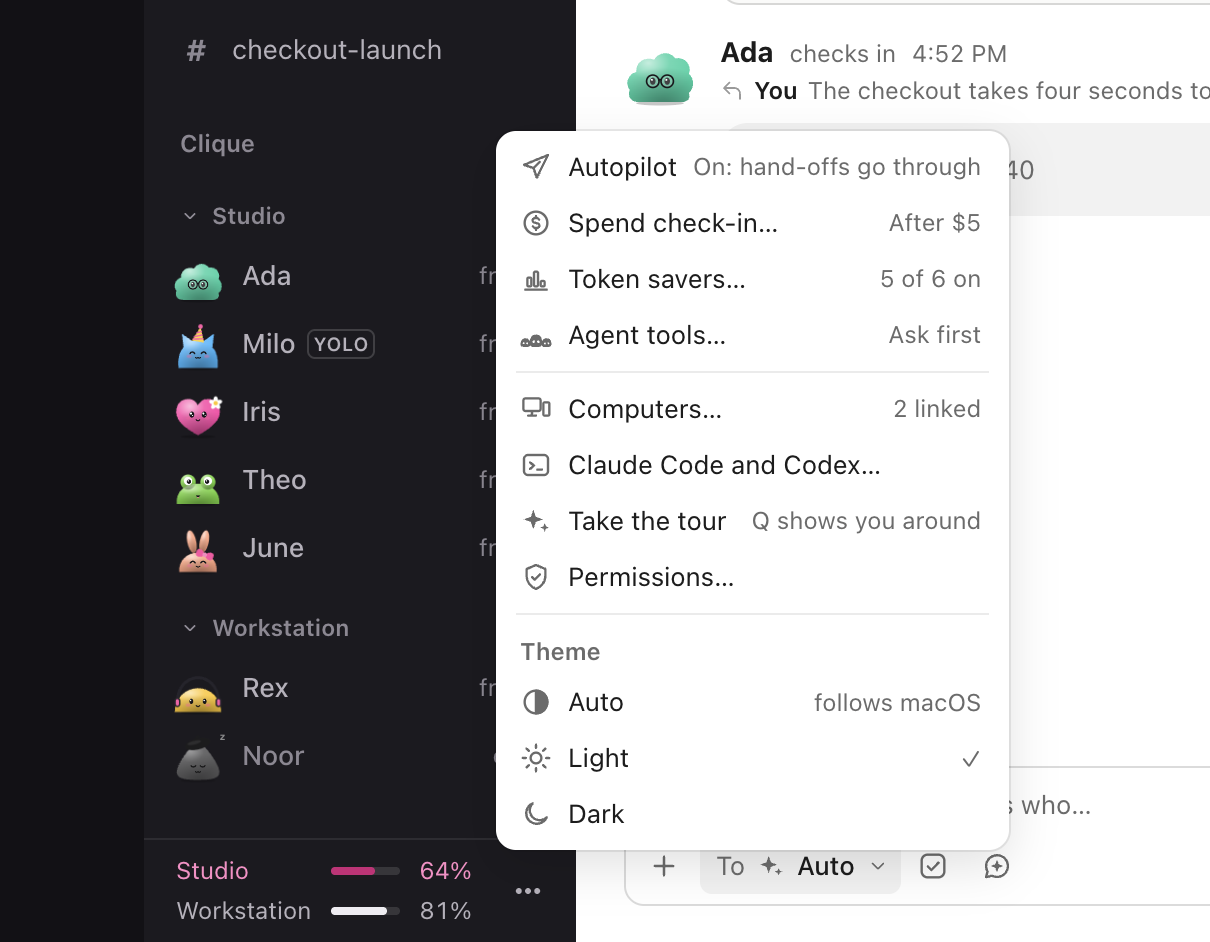 # checkout-launch
Clique
Studio
Ada
Milo YOLO
Iris
Theo
June
Workstation
Rex
z
Noor
Studio 64%
Workstation 81%
Ada checks in 4:52 PM
You The checkout takes four seconds to
40
Autopilot On: hand-offs go through
Spend check-in... After $5
Token savers... 5 of 6 on
Agent tools... Ask first
Computers... 2 linked
Claude Code and Codex...
Take the tour Q shows you around
Permissions...
Theme
Auto follows macOS
Light
Dark
who...
To Auto